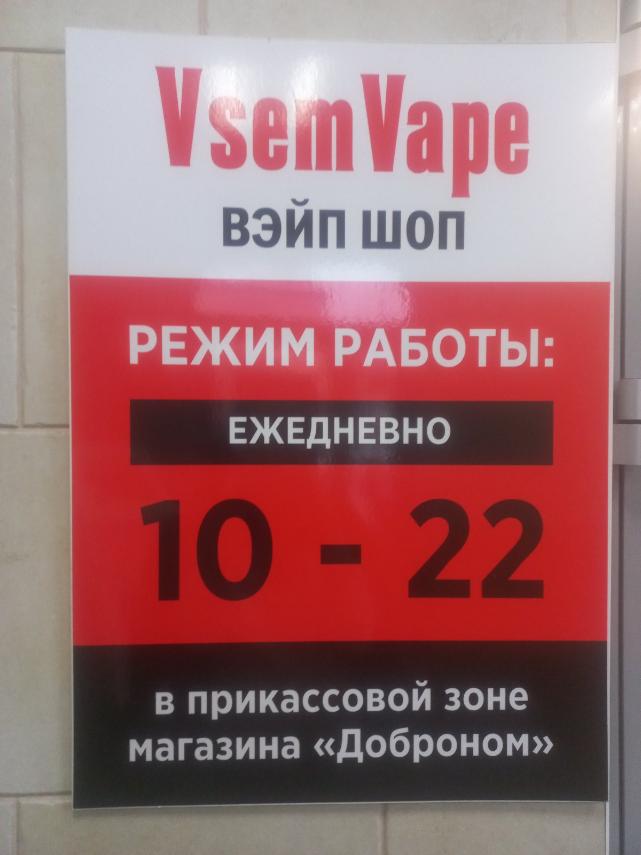 VsemVape
ВЭЙП ШОП
РЕЖИМ РАБОТЫ:
ЕЖЕДНЕВНО
10 - 22
в прикассовой зоне
магазина «Доброном»